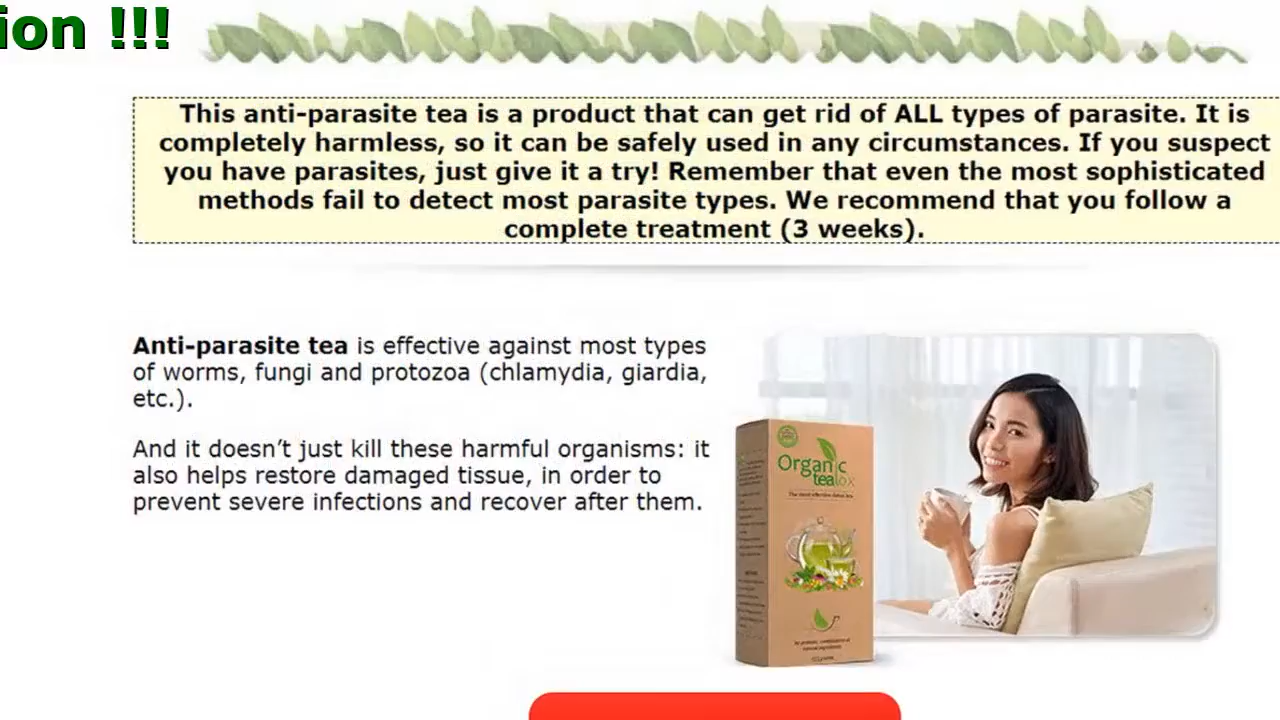 ion !!!
This anti-parasite tea is a product that can get rid of ALL types of parasite. It is
completely harmless, so it can be safely used in any circumstances. If you suspect
you have parasites, just give it a try! Remember that even the most sophisticated
methods fail to detect most parasite types. We recommend that you follow a
complete treatment (3 weeks).
Anti-parasite tea is effective against most types
of worms, fungi and protozoa (chlamydia, giardia,
etc.).
And it doesn’t just kill these harmful organisms: it
also helps restore damaged tissue, in order to
prevent severe infections and recover after them.
Organic
teatox
The most effective detox tea